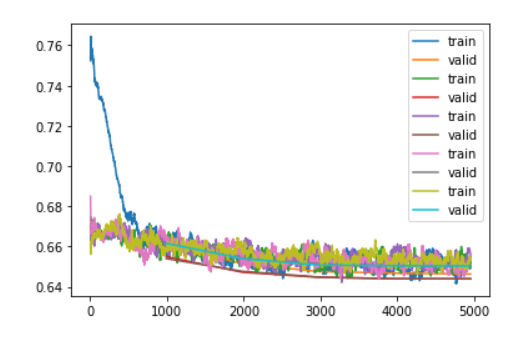 0.76
0.74
0.72
0.70
0.68
0.66
0.64
0
1000
2000
3000
4000
5000
train
valid
train
valid
train
valid
train
valid
train
valid